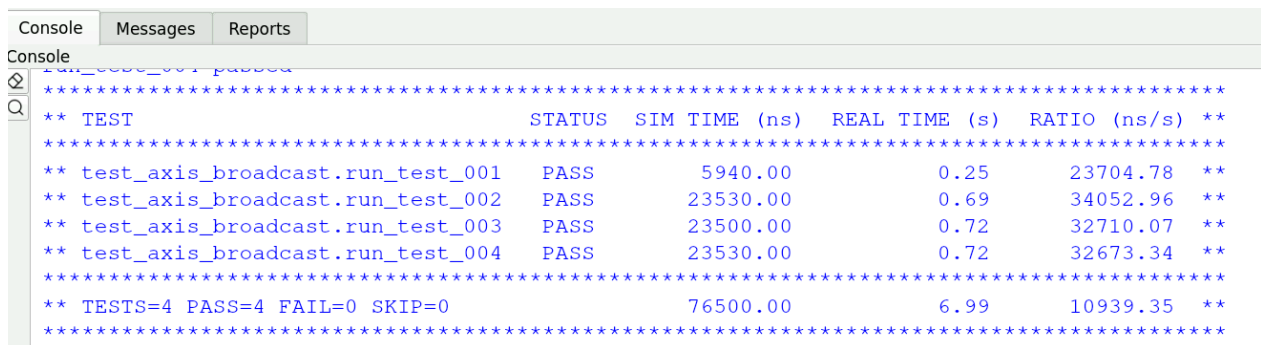 Console Messages Reports
Console
run_test_004 passed
******************************************************************************************
** TEST STATUS SIM TIME (ns) REAL TIME (s) RATIO (ns/s) **
******************************************************************************************
** test_axis_broadcast.run_test_001 PASS 5940.00 0.25 23704.78 **
** test_axis_broadcast.run_test_002 PASS 23530.00 0.69 34052.96 **
** test_axis_broadcast.run_test_003 PASS 23500.00 0.72 32710.07 **
** test_axis_broadcast.run_test_004 PASS 23530.00 0.72 32673.34 **
******************************************************************************************
** TESTS=4 PASS=4 FAIL=0 SKIP=0 76500.00 6.99 10939.35 **
******************************************************************************************